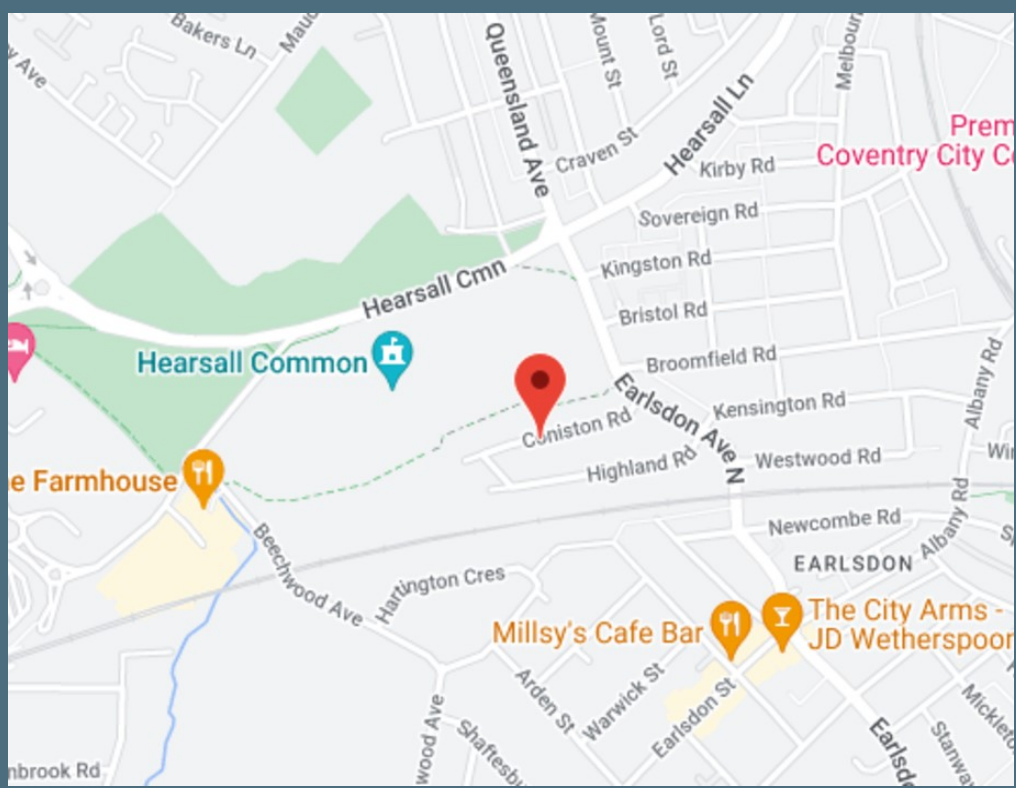 Bakers Ln
Queensland Ave
Mount St
Lord St
Hearsall Ln
Craven St
Kirby Rd
Coventry City
Sovereign Rd
Kingston Rd
Hearsall Cmn
Bristol Rd
Hearsall Common
Broomfield Rd
Albany Rd
Earlsdon Ave N
Kensington Rd
Coniston Rd
Highland Rd
Westwood Rd
Farmhouse
Newcombe Rd
Albany Rd
Beechwood Ave
EARLSDON
Hartington Cres
Millsy's Cafe Bar
The City Arms -
JD Wetherspoon
Arden St
Warwick St
Earlsdon St